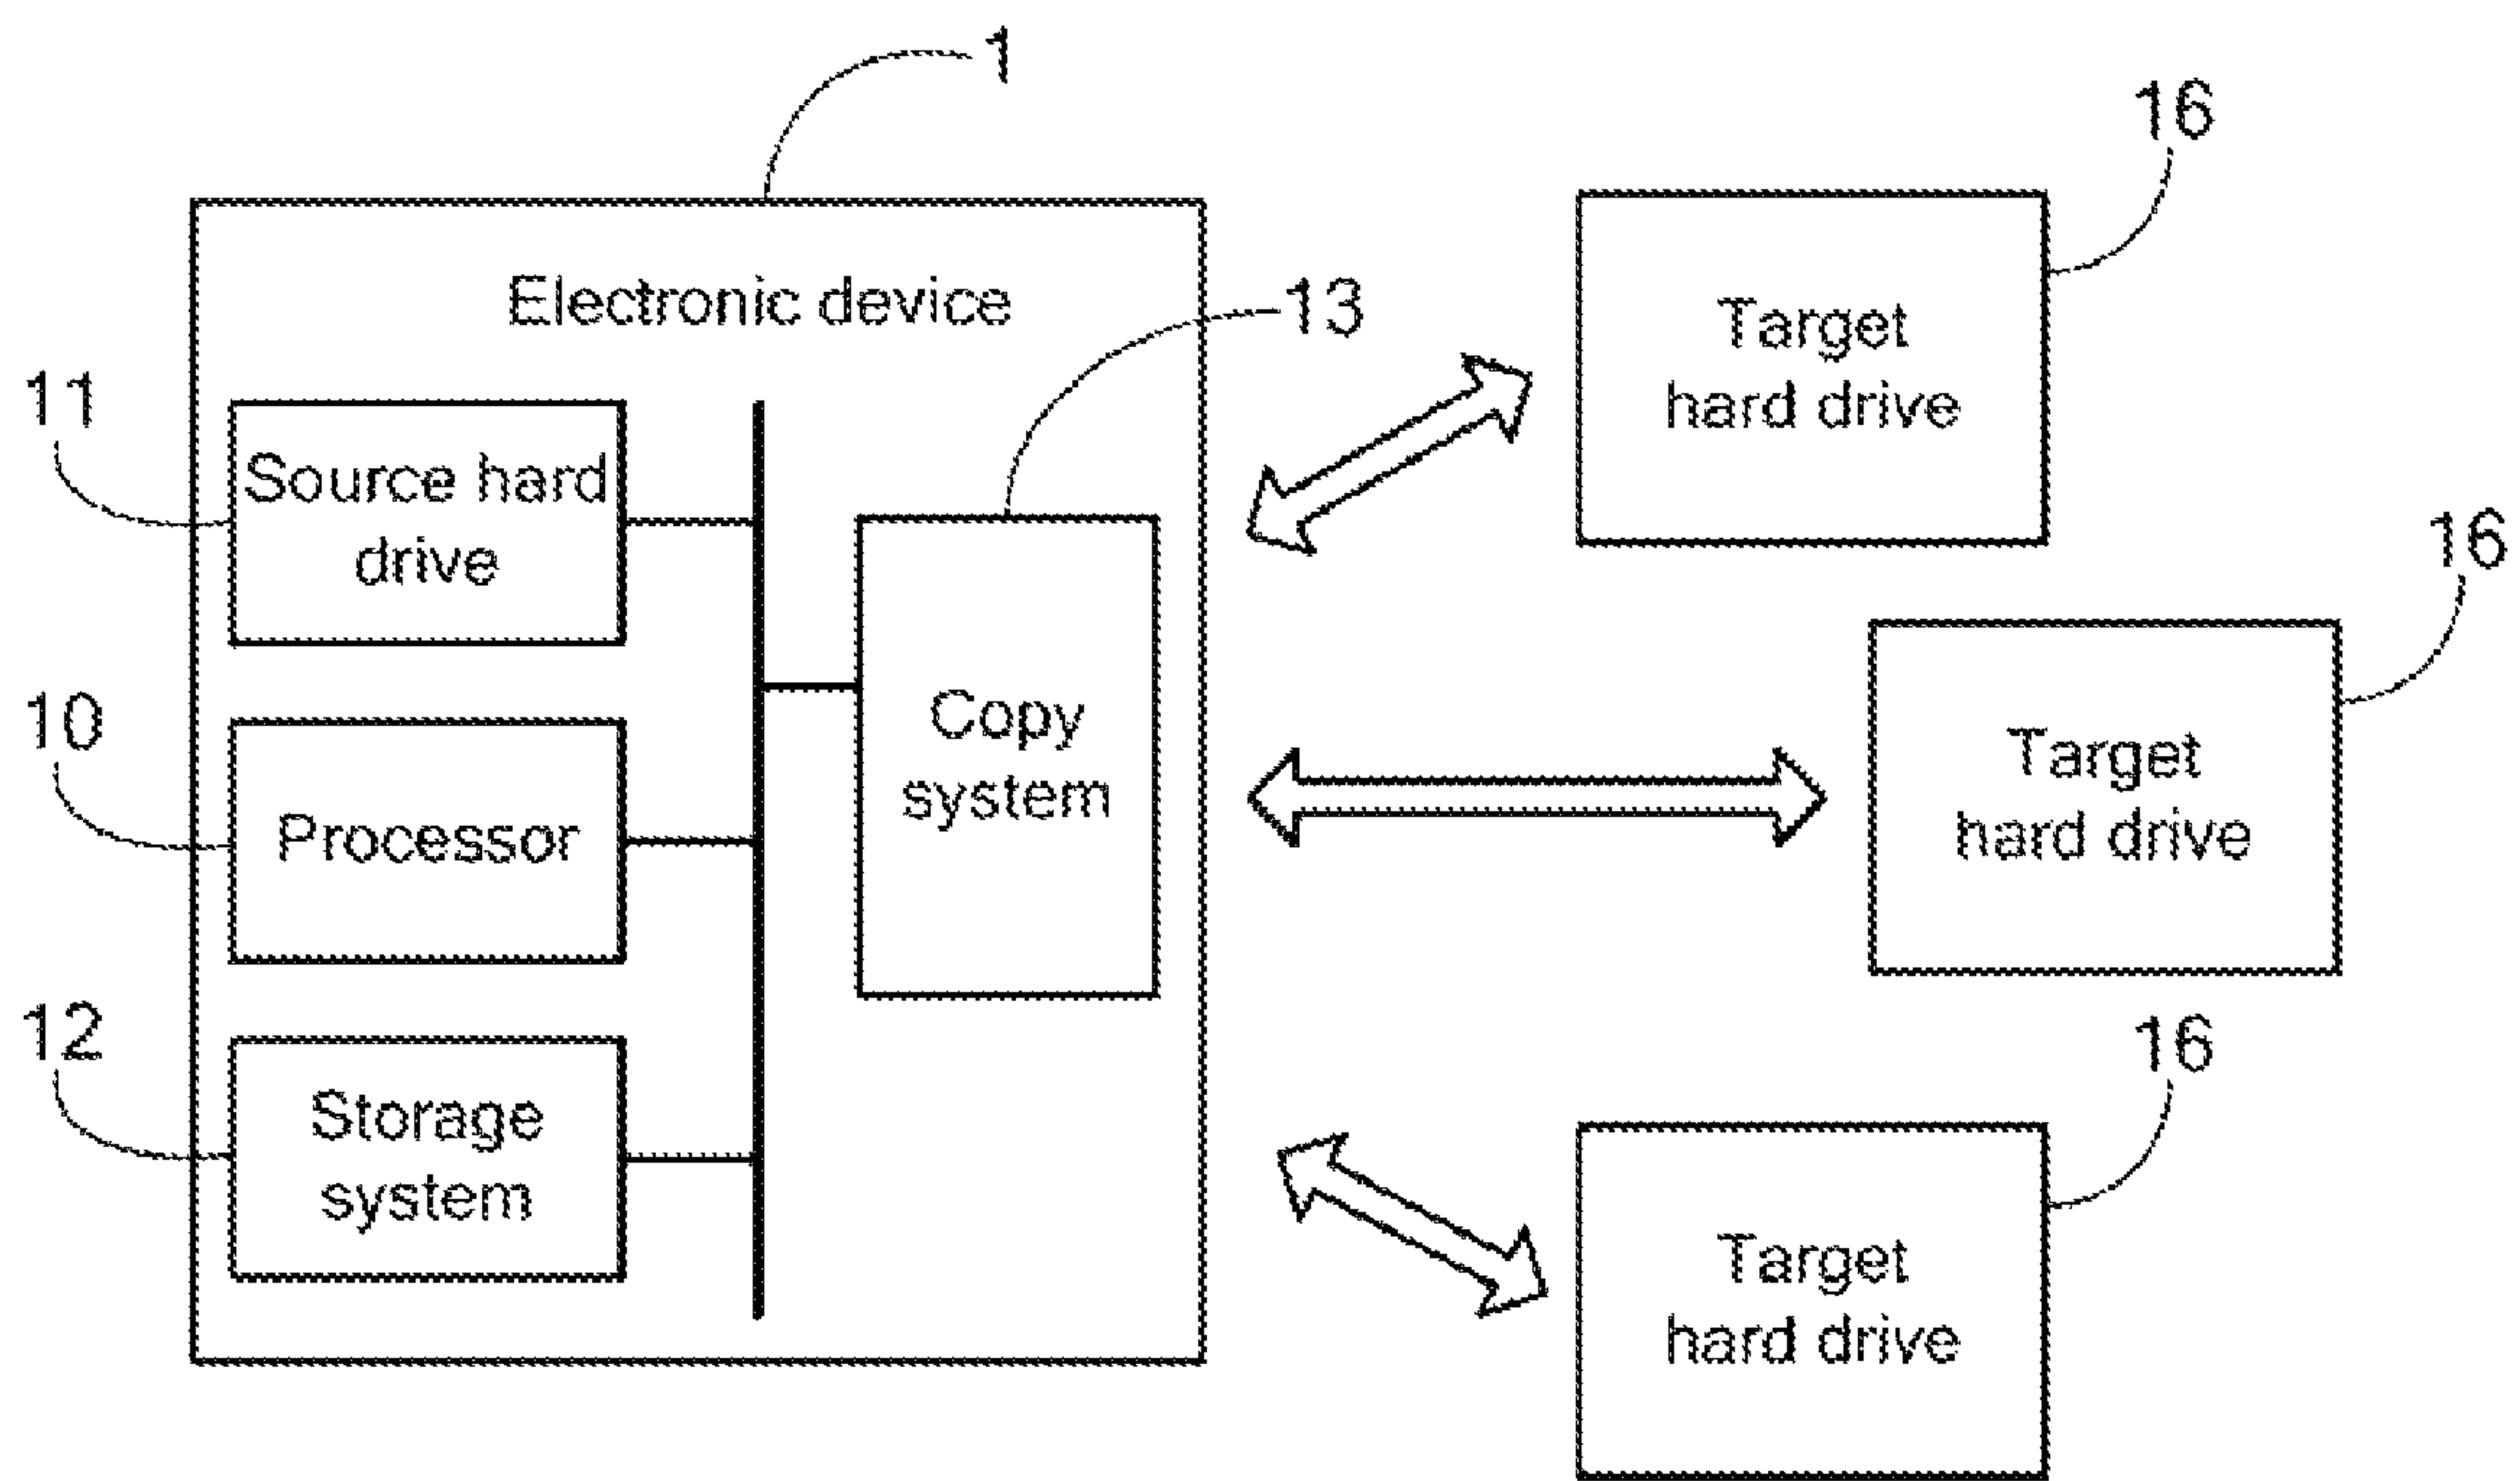 1
16
Electronic device
13
Target
hard drive
11
Source hard
drive
16
10
Copy
system
Target
hard drive
Processor
12
16
Storage
system
Target
hard drive